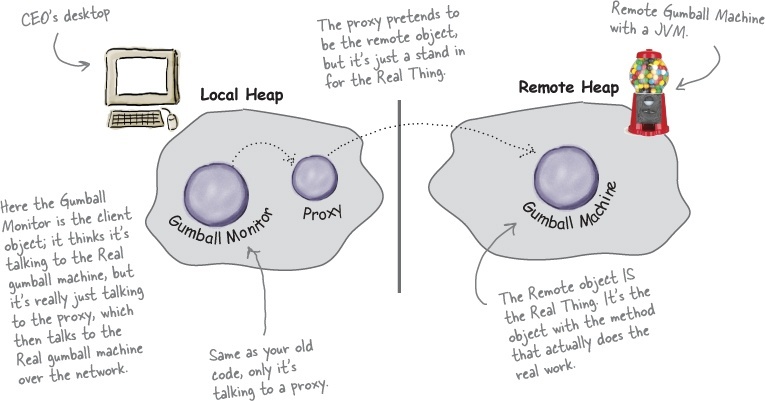 CEO's desktop
The proxy pretends to
be the remote object,
but it's just a stand in
for the Real Thing.
Remote Gumball Machine
with a JVM.
Local Heap
Remote Heap
Here the Gumball
Monitor is the client
object; it thinks it's
talking to the Real
gumball machine, but
it's really just talking
to the proxy, which
then talks to the
Real gumball machine
over the network.
Gumball Monitor
Proxy
Gumball Machine
Same as your old
code, only it's
talking to a proxy.
The Remote object IS
the Real Thing. It's the
object with the method
that actually does the
real work.